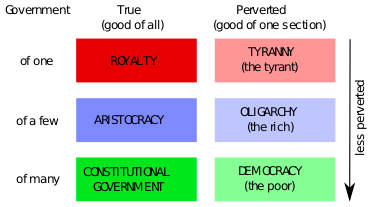 Government
True
(good of all)
Perverted
(good of one section)
of one
ROYALTY
TYRANNY
(the tyrant)
of a few
ARISTOCRACY
OLIGARCHY
(the rich)
of many
CONSTITUTIONAL
GOVERNMENT
DEMOCRACY
(the poor)
less perverted